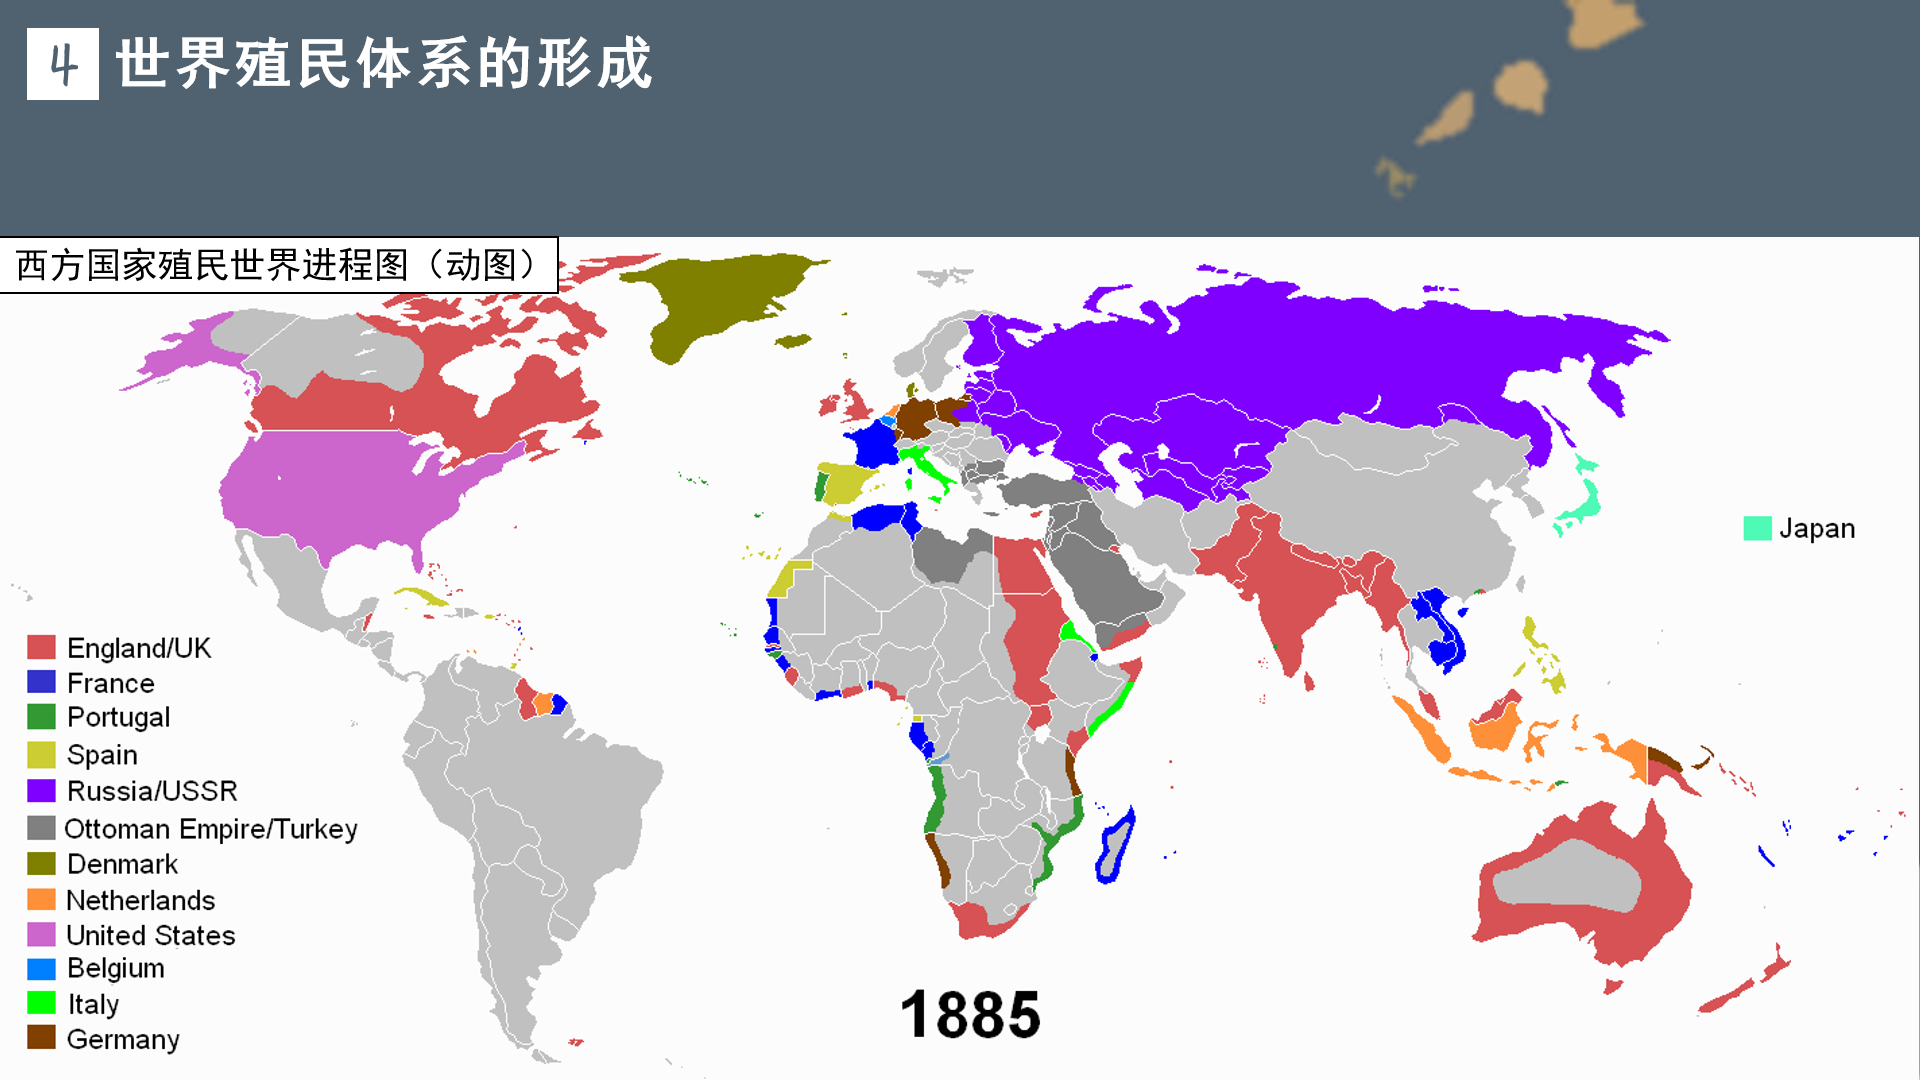 4 世界殖民体系的形成
西方国家殖民世界进程图（动图）
Japan
England/UK
France
Portugal
Spain
Russia/USSR
Ottoman Empire/Turkey
Denmark
Netherlands
United States
Belgium
Italy
Germany
1885